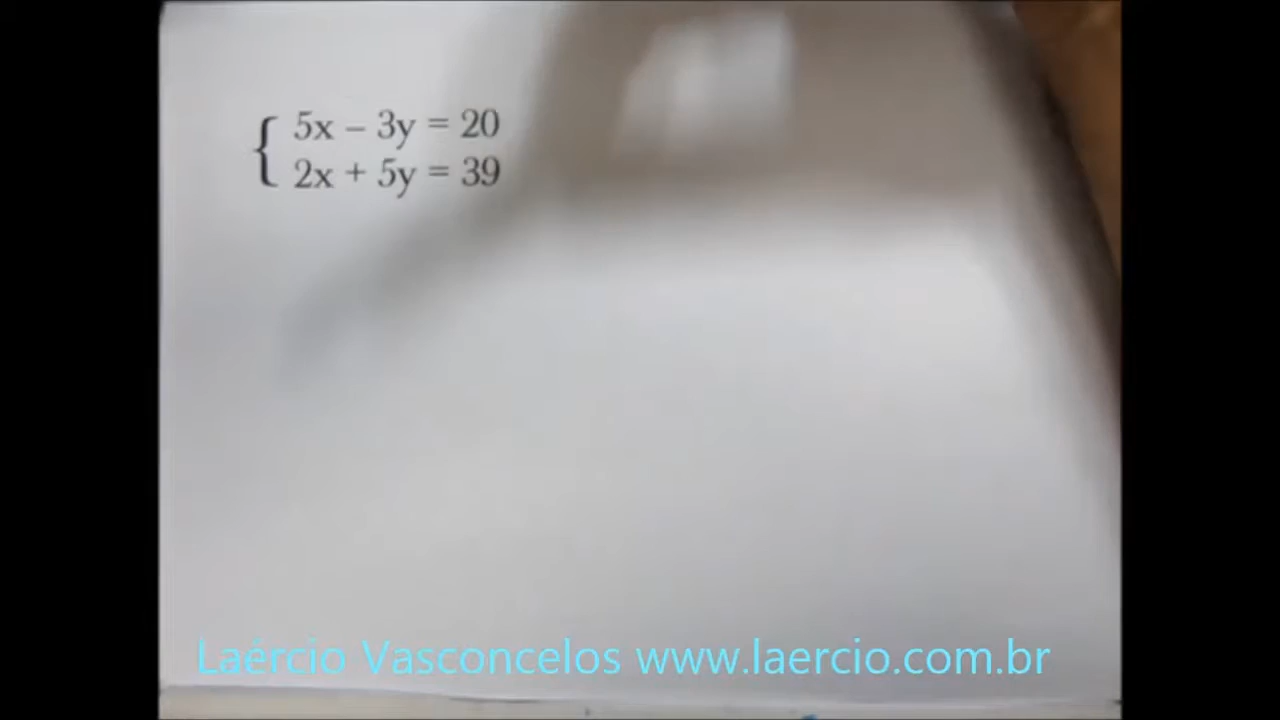 5x – 3y = 20
2x + 5y = 39
Laércio Vasconcelos www.laercio.com.br